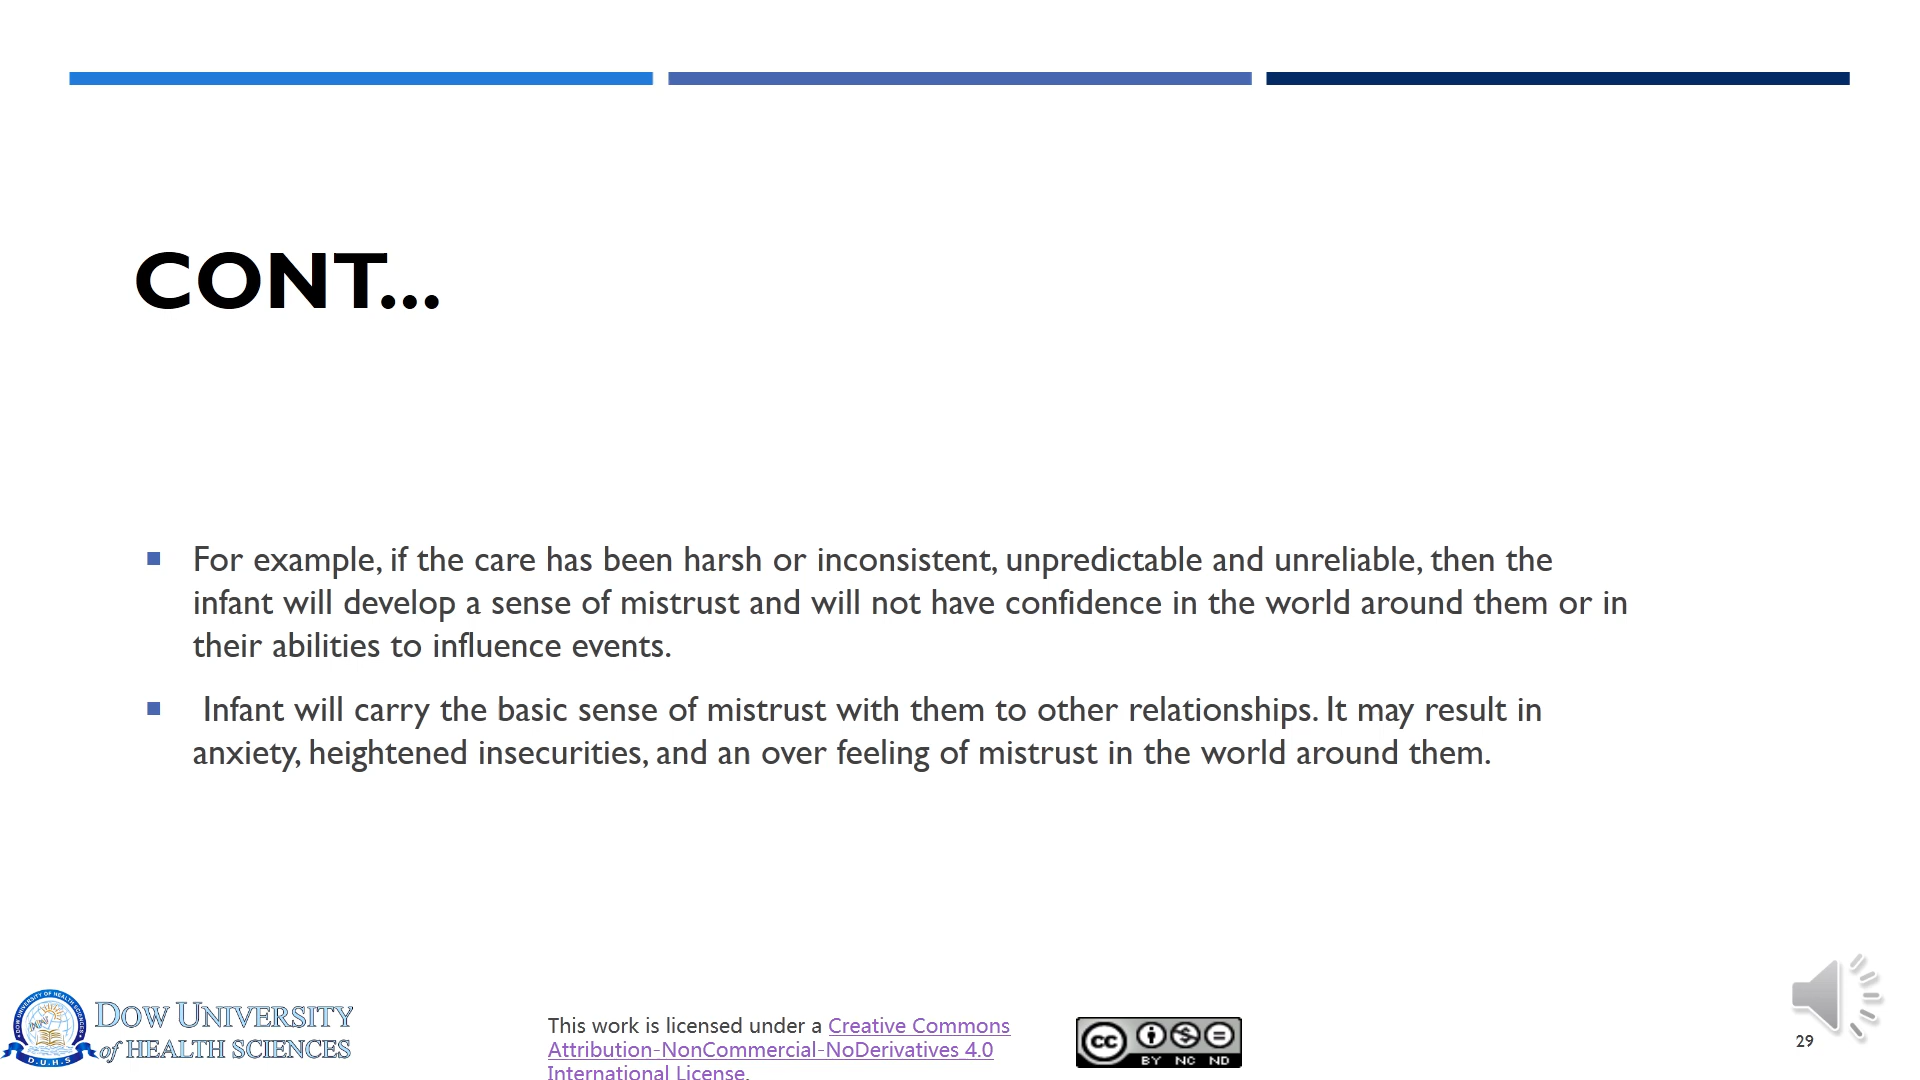 CONT...
For example, if the care has been harsh or inconsistent, unpredictable and unreliable, then the
infant will develop a sense of mistrust and will not have confidence in the world around them or in
their abilities to influence events.
Infant will carry the basic sense of mistrust with them to other relationships. It may result in
anxiety, heightened insecurities, and an over feeling of mistrust in the world around them.
DOW UNIVERSITY
of HEALTH SCIENCES
D.U.H.S
This work is licensed under a Creative Commons
Attribution-NonCommercial-NoDerivatives 4.0
International License.
cc
BY NC ND
29